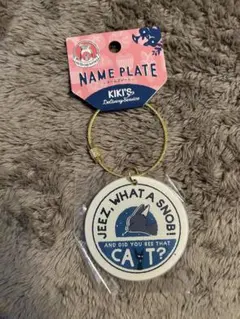 NAME PLATE
KIKI'S
Delivery Service
JEEZ, WHAT A SNOB!
AND DID YOU SEE THAT
CAT?